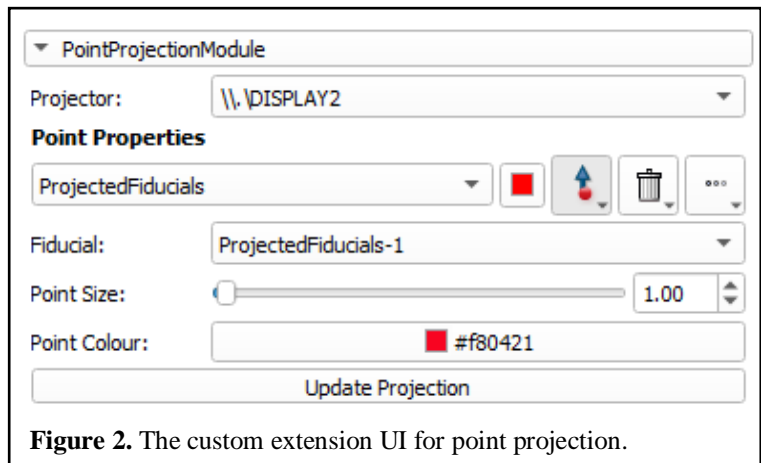 PointProjectionModule
Projector: \\.\DISPLAY2
Point Properties
ProjectedFiducials
Fiducial: ProjectedFiducials-1
Point Size: 1.00
Point Colour: #f80421
Update Projection
Figure 2. The custom extension UI for point projection.